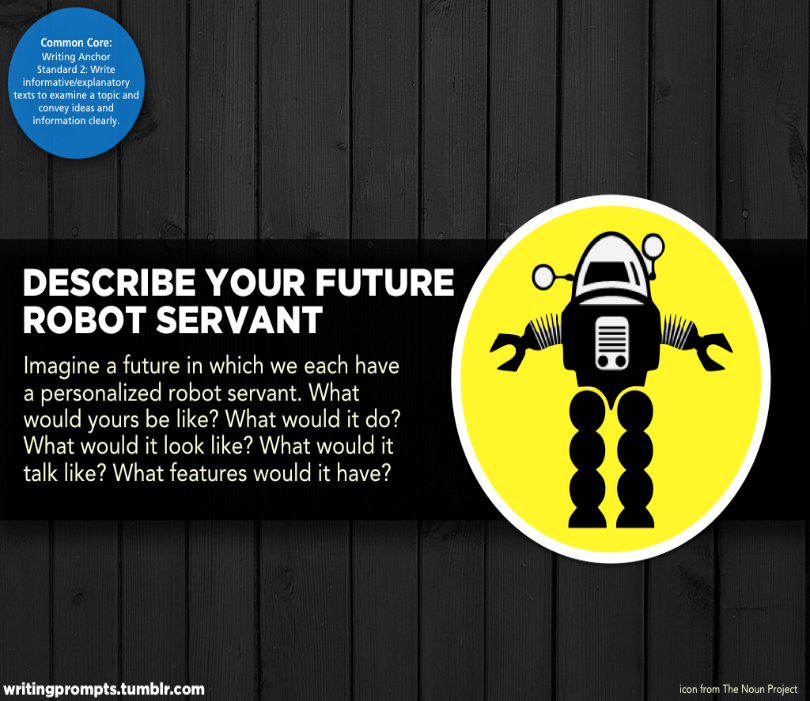 Common Core:
Writing Anchor
Standard 2: Write
informative/explanatory
texts to examine a topic and
convey ideas and
information clearly.
DESCRIBE YOUR FUTURE
ROBOT SERVANT
Imagine a future in which we each have
a personalized robot servant. What
would yours be like? What would it do?
What would it look like? What would it
talk like? What features would it have?
writingprompts.tumblr.com
icon from The Noun Project